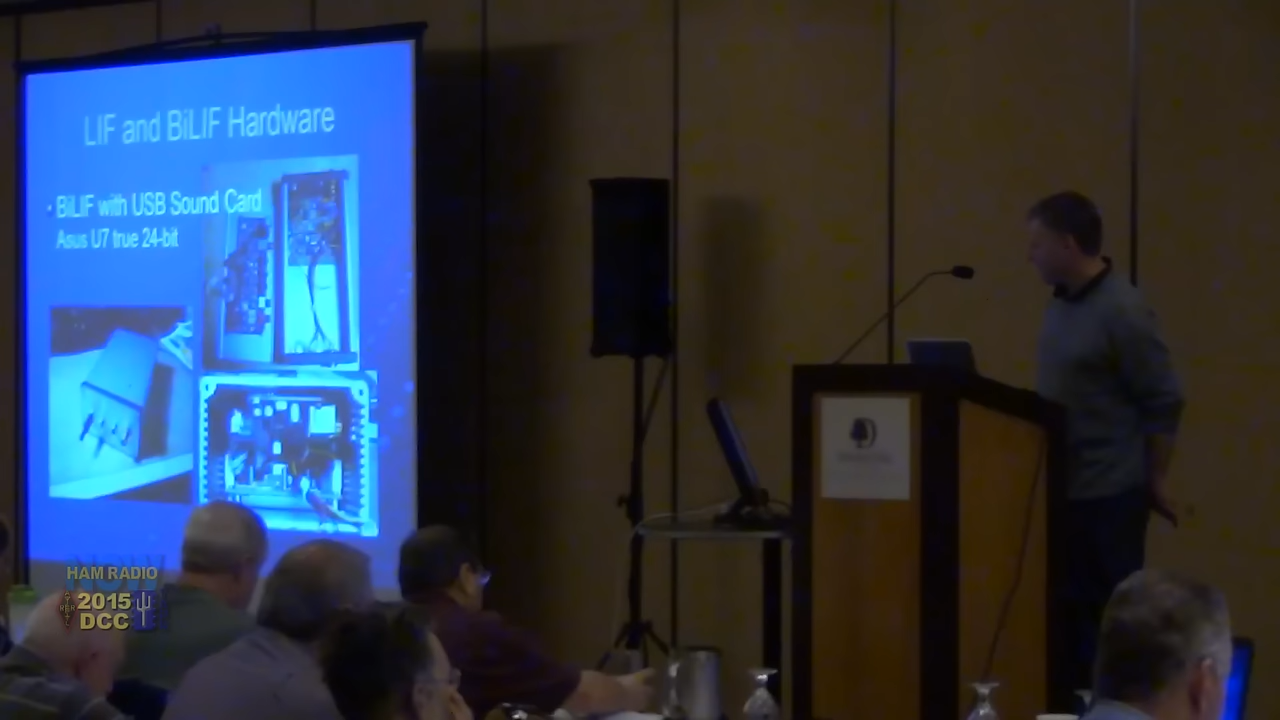 LIF and BiLIF Hardware
· BiLIF with USB Sound Card
Asus U7 true 24-bit
HAM RADIO
2015
DCC